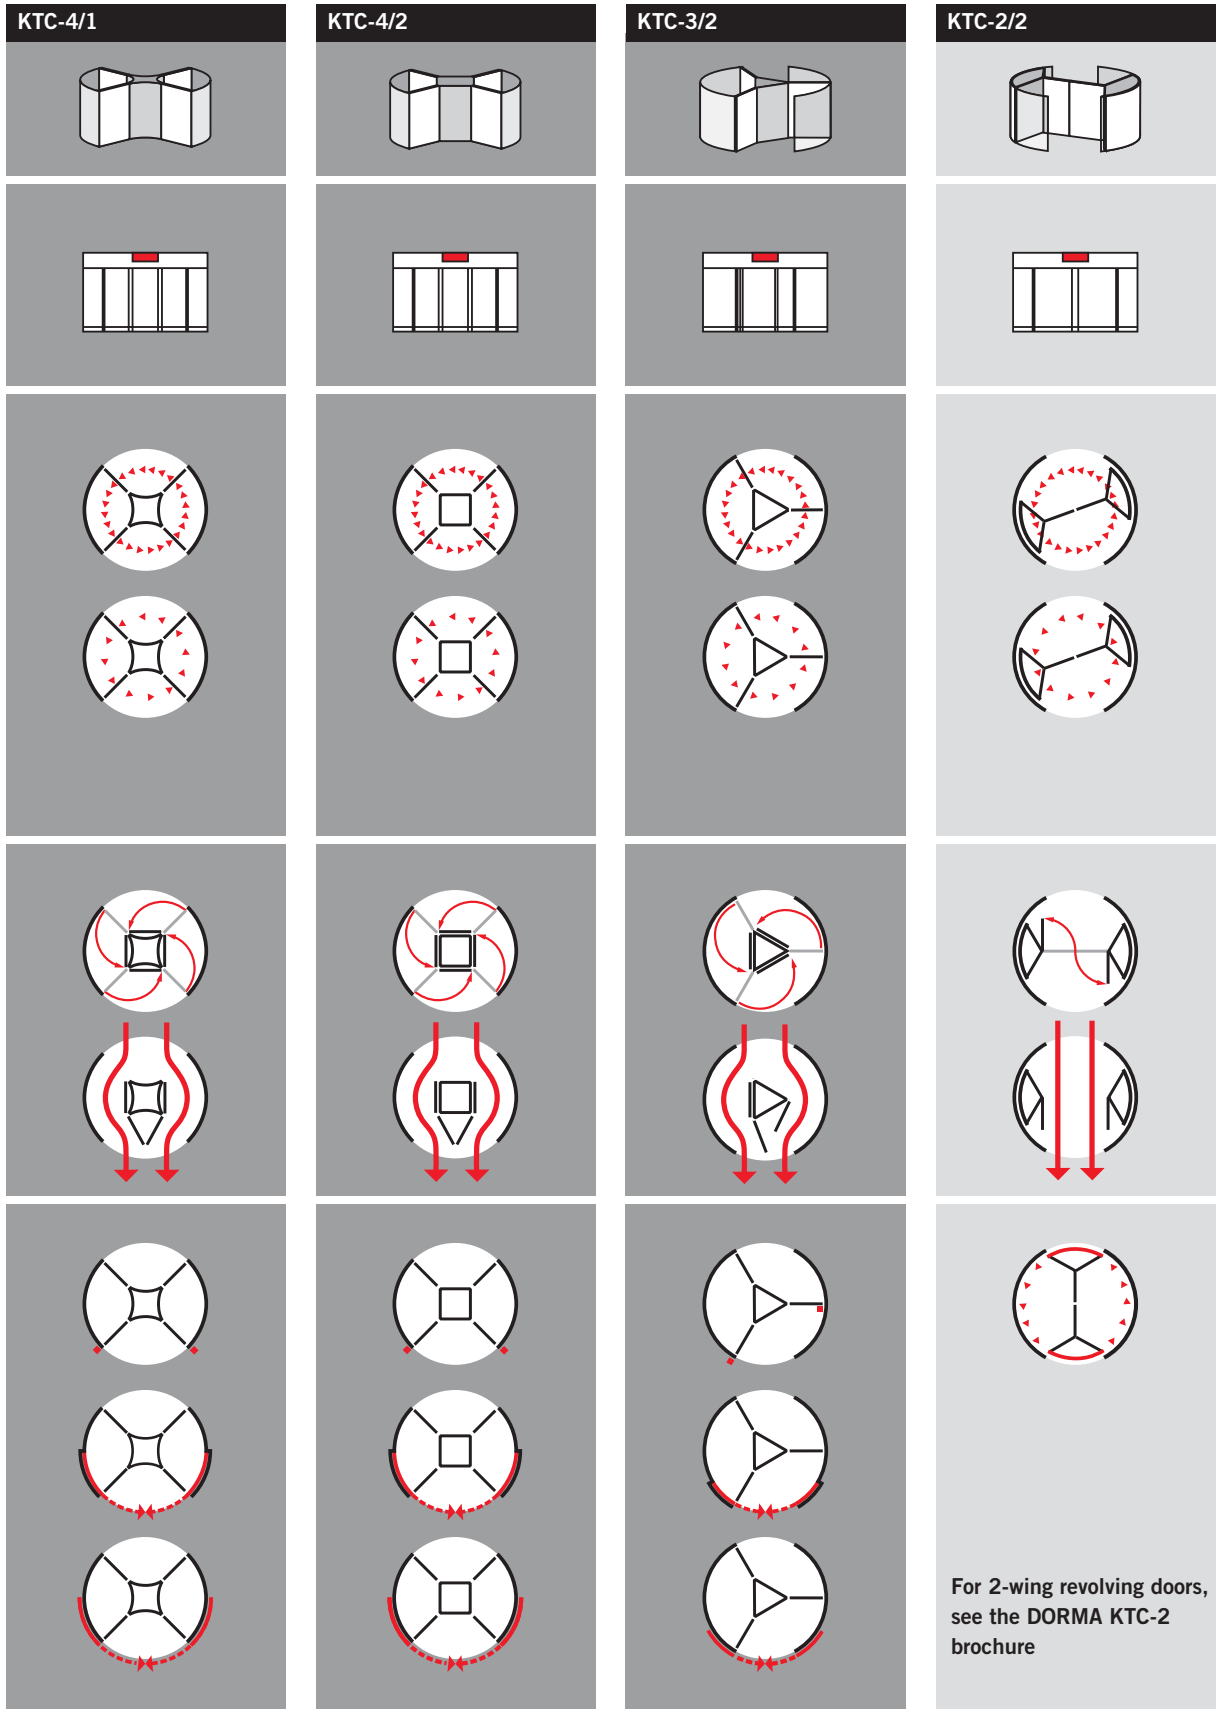 KTC-4/1
KTC-4/2
KTC-3/2
KTC-2/2
For 2-wing revolving doors,
see the DORMA KTC-2
brochure